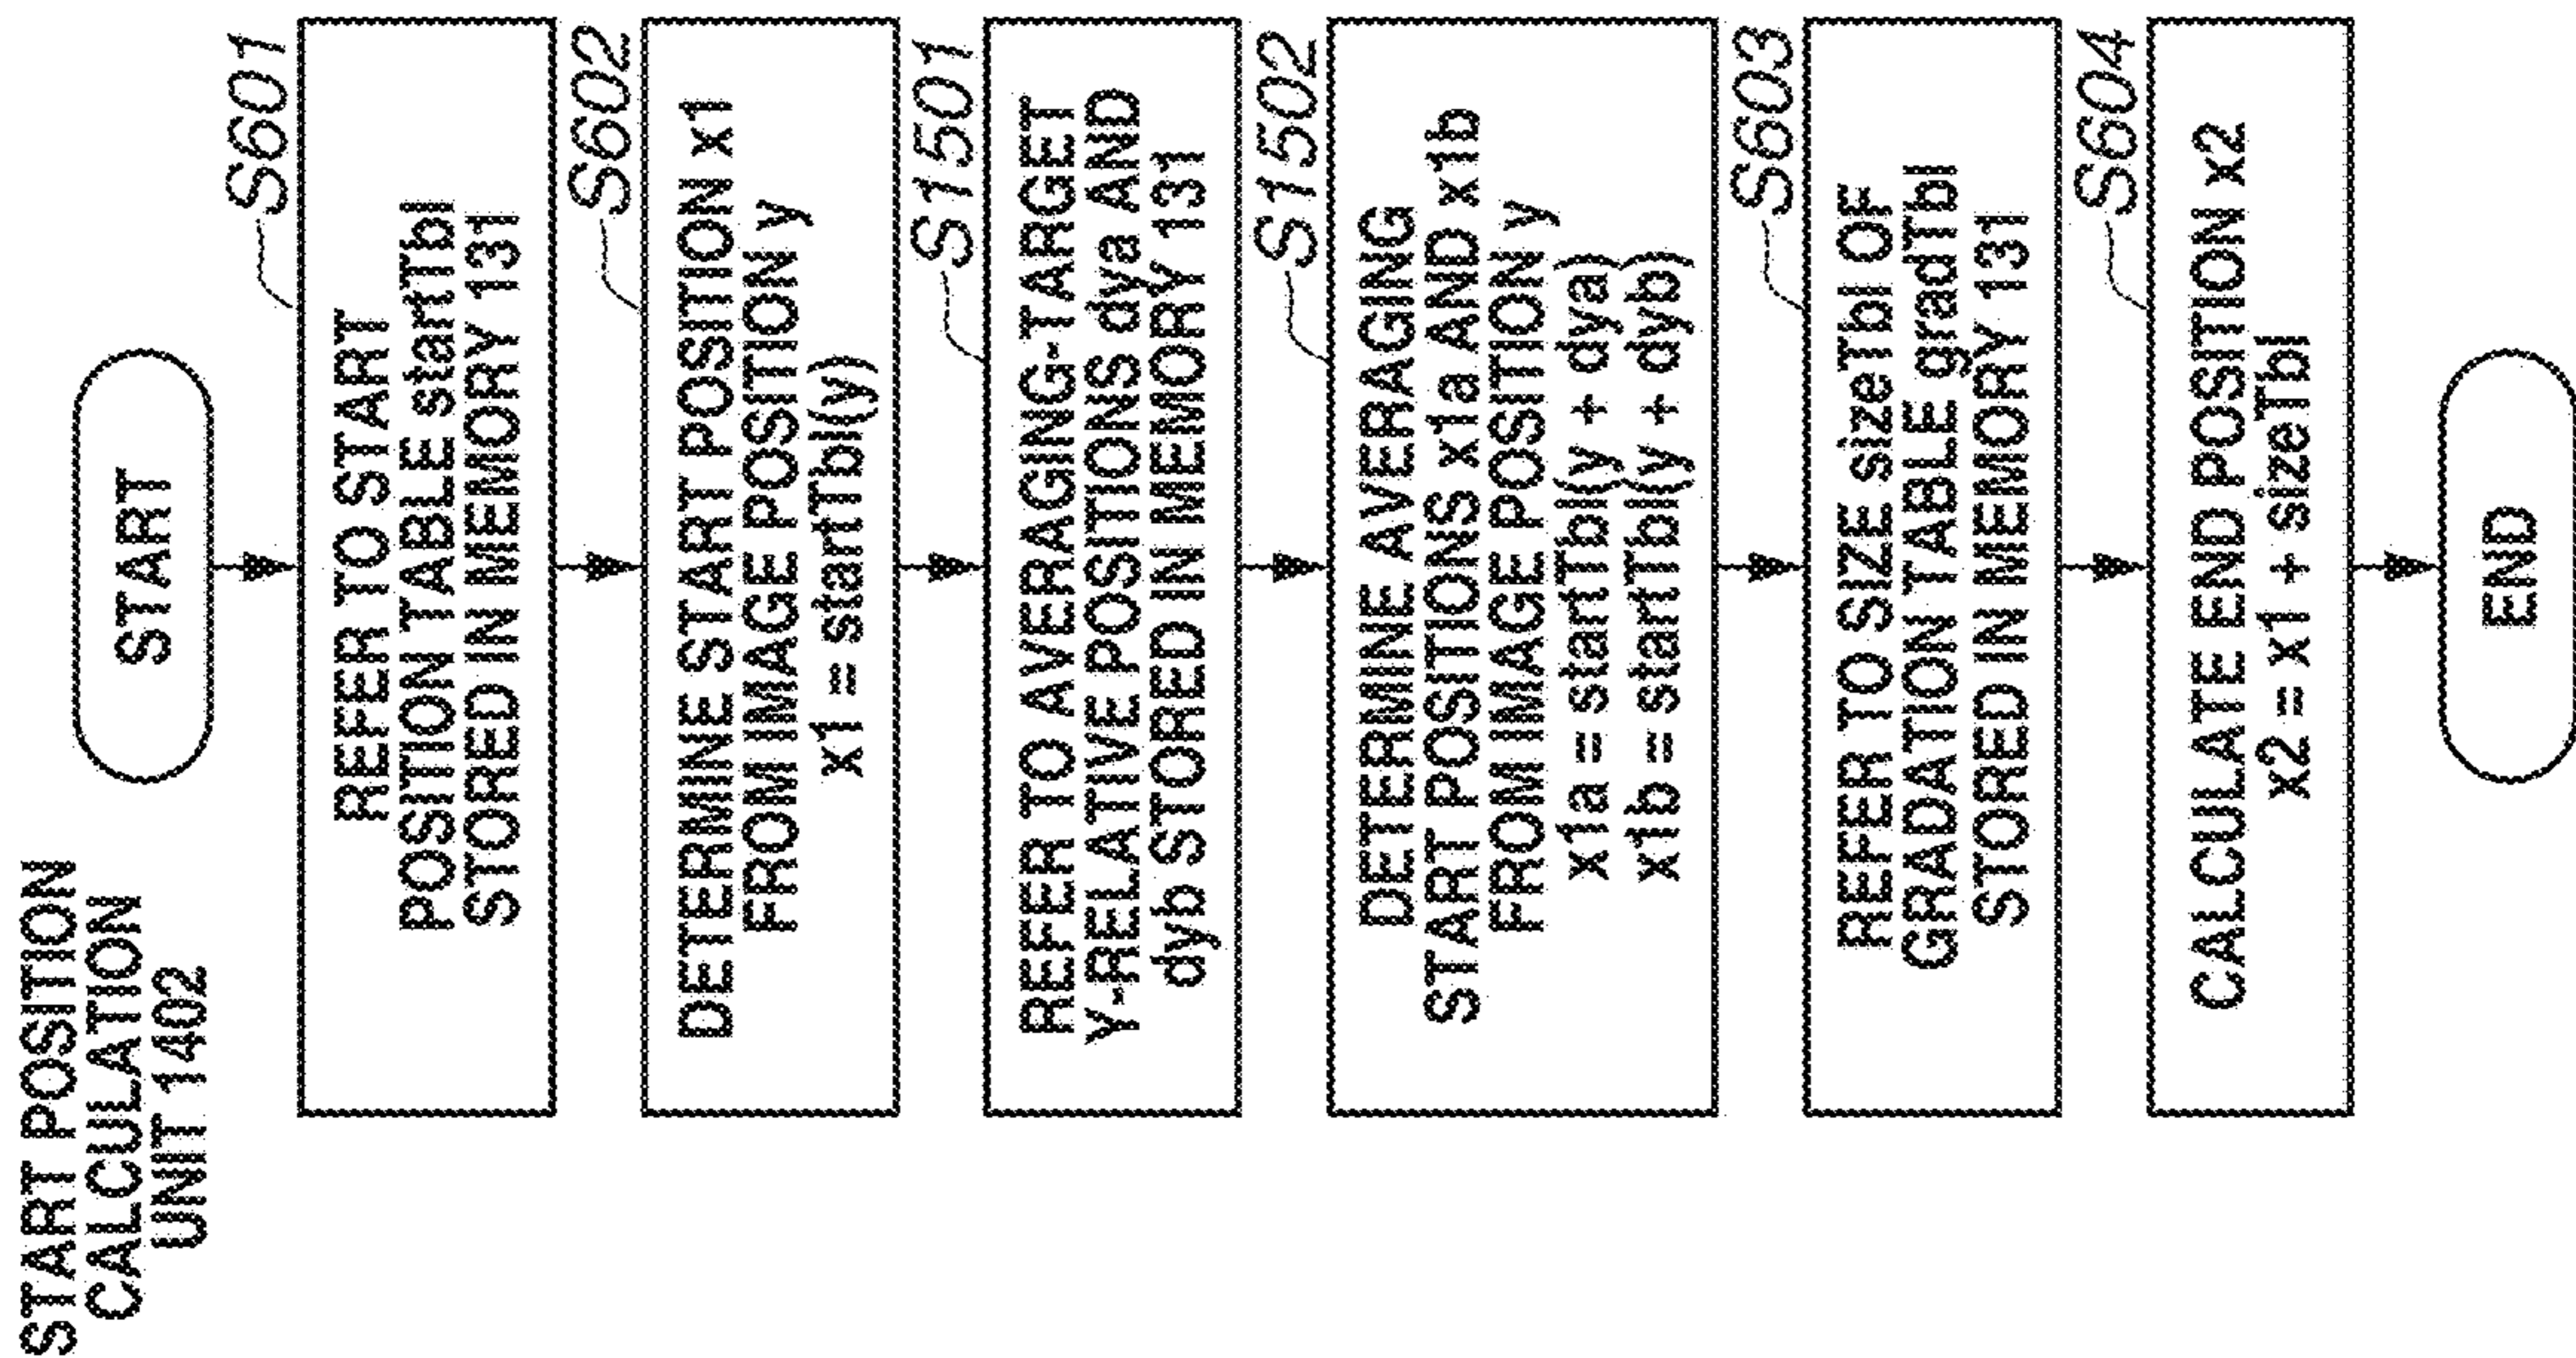 START POSITION
CALCULATION
UNIT 1402
START
S601
REFER TO START
POSITION TABLE startTbl
STORED IN MEMORY 131
S602
DETERMINE START POSITION x1
FROM IMAGE POSITION y
x1 = startTbl(y)
S1501
REFER TO AVERAGING-TARGET
Y-RELATIVE POSITIONS dya AND
dyb STORED IN MEMORY 131
S1502
DETERMINE AVERAGING
START POSITIONS x1a AND x1b
FROM IMAGE POSITION y
x1a = startTbl(y + dya)
x1b = startTbl(y + dyb)
S603
REFER TO SIZE sizeTbl OF
GRADATION TABLE gradTbl
STORED IN MEMORY 131
S604
CALCULATE END POSITION x2
x2 = x1 + sizeTbl
END